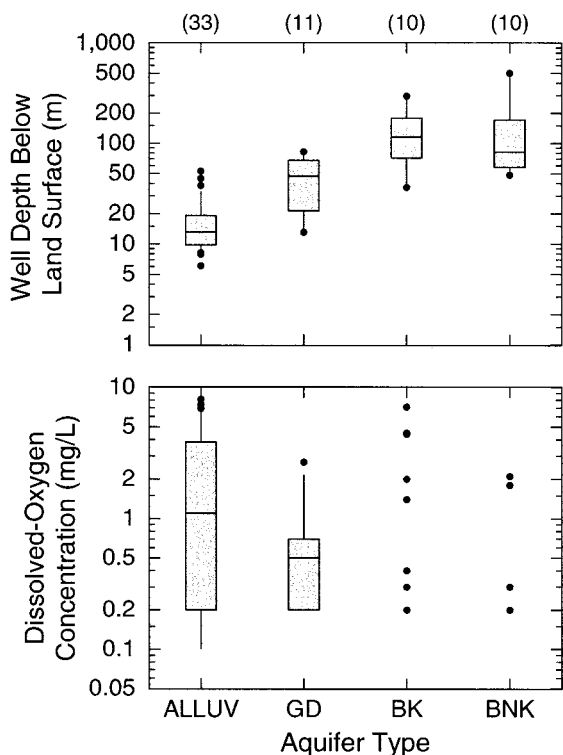 (33) (11) (10) (10)
Well Depth Below
Land Surface (m)
1,000
500
200
100
50
20
10
5
2
1
Dissolved-Oxygen
Concentration (mg/L)
10
5
2
1
0.5
0.2
0.1
0.05
ALLUV GD BK BNK
Aquifer Type